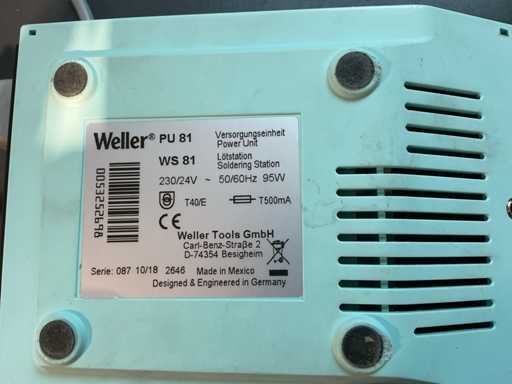 Weller® PU 81
Versorgungseinheit
Power Unit
WS 81
Lötstation
Soldering Station
230/24V ~ 50/60Hz 95W
T40/E
T500mA
CE
Weller Tools GmbH
Carl-Benz-Straße 2
D-74354 Besigheim
Serie: 087 10/18 2646 Made in Mexico
Designed & Engineered in Germany